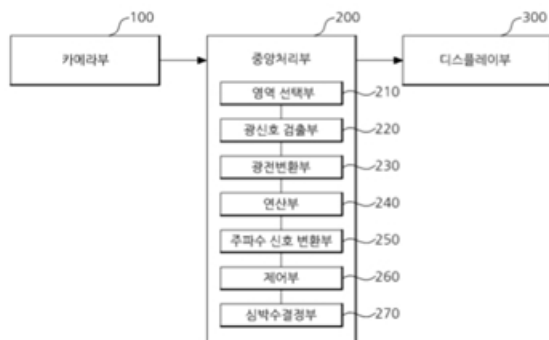 100
200
300
카메라부
중앙처리부
디스플레이부
영역 선택부
210
광신호 검출부
220
광전변환부
230
연산부
240
주파수 신호 변환부
250
제어부
260
심박수결정부
270